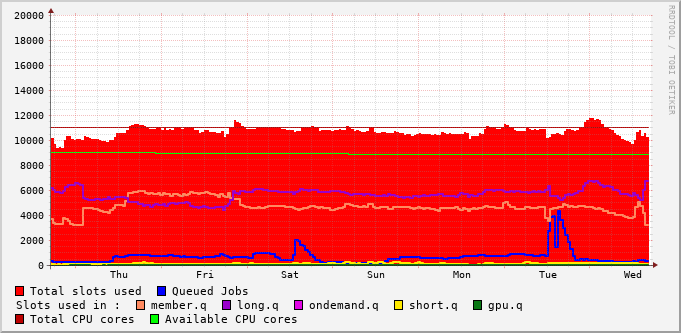 20000
18000
16000
14000
12000
10000
8000
6000
4000
2000
0
Thu Fri Sat Sun Mon Tue Wed
Total slots used Queued Jobs
Slots used in : member.q long.q ondemand.q short.q gpu.q
Total CPU cores Available CPU cores
RRDTOOL / TOBI OETIKER